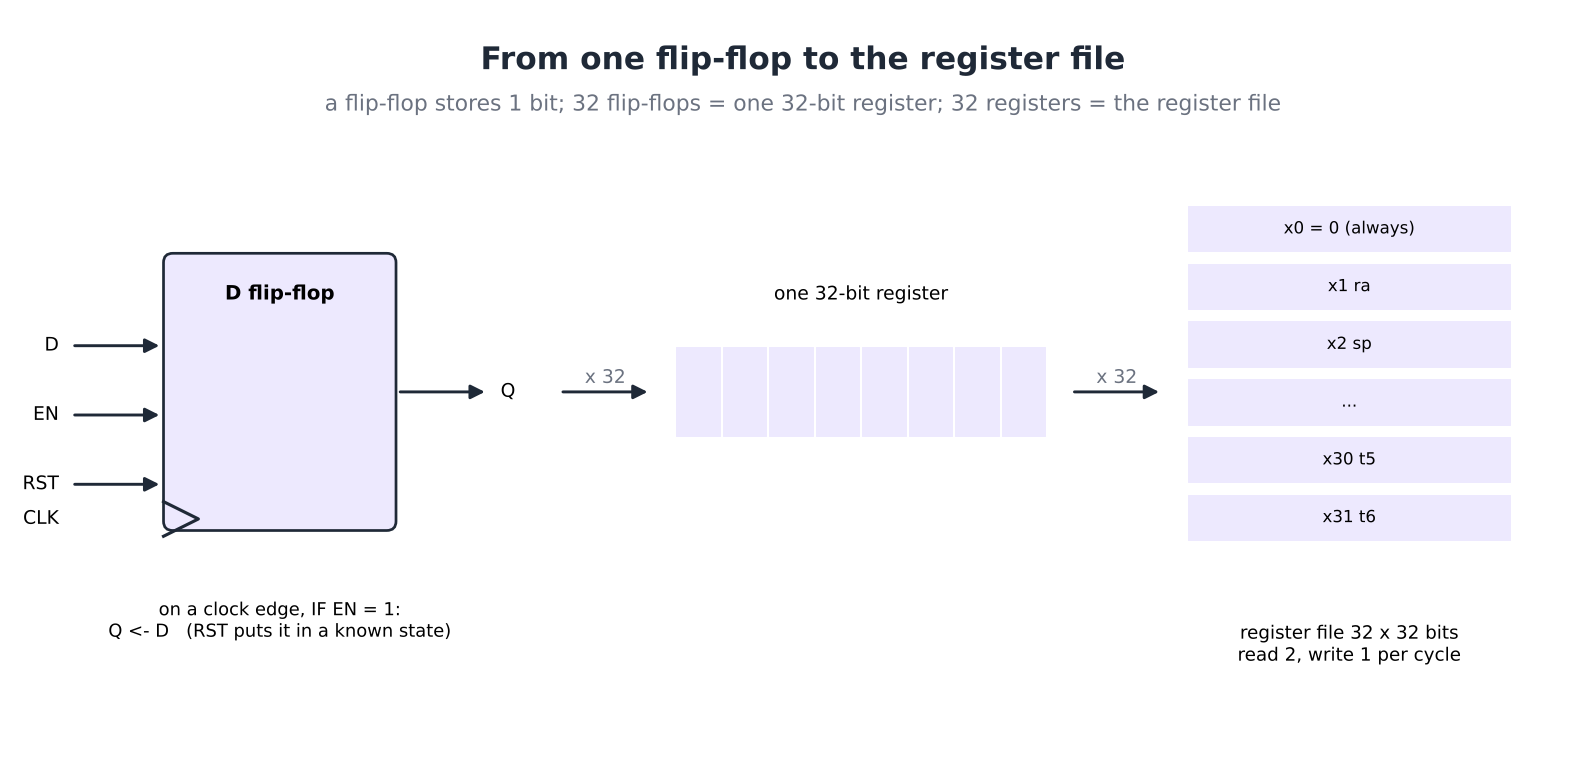 From one flip-flop to the register file
a flip-flop stores 1 bit; 32 flip-flops = one 32-bit register; 32 registers = the register file
D flip-flop
D
EN
RST
CLK
Q
on a clock edge, IF EN = 1:
Q <- D   (RST puts it in a known state)
x 32
one 32-bit register
x 32
x0 = 0 (always)
x1 ra
x2 sp
...
x30 t5
x31 t6
register file 32 x 32 bits
read 2, write 1 per cycle